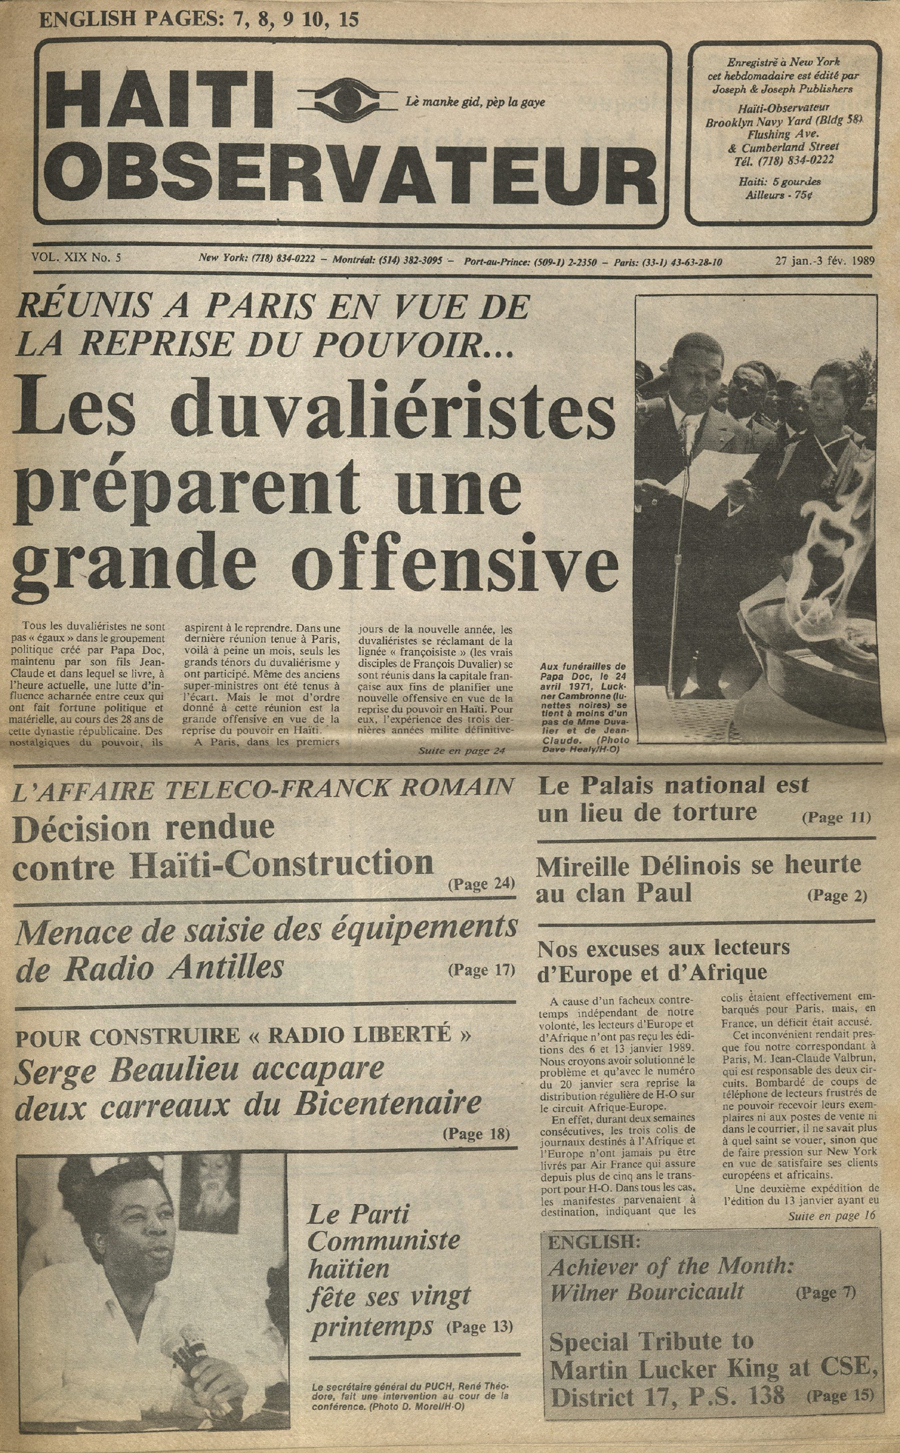 ENGLISH PAGES: 7, 8, 9 10, 15
HAITI
OBSERVATEUR
Lè manke gid, pèp la gaye
Enregistré à New York
cet hebdomadaire est édité par
Joseph & Joseph Publishers
Haïti-Observateur
Brooklyn Navy Yard (Bldg 58)
Flushing Ave.
& Cumberland Street
Tél. (718) 834-0222
Haiti: 5 gourdes
Ailleurs - 75¢
VOL. XIX No. 5
New York: (718) 834-0222 – Montréal: (514) 382-3095 – Port-au-Prince: (509-1) 2-2350 – Paris: (33-1) 43-63-28-10
27 jan.-3 fév. 1989
RÉUNIS A PARIS EN VUE DE
LA REPRISE DU POUVOIR...
Les duvaliéristes
préparent une
grande offensive
Tous les duvaliéristes ne sont
pas « égaux » dans le groupement
politique créé par Papa Doc,
maintenu par son fils Jean-
Claude et dans lequel se livre, à
l'heure actuelle, une lutte d'in-
fluence acharnée entre ceux qui
ont fait fortune politique et
matérielle, au cours des 28 ans de
cette dynastie républicaine. Des
nostalgiques du pouvoir, ils
aspirent à le reprendre. Dans une
dernière réunion tenue à Paris,
voilà à peine un mois, seuls les
grands ténors du duvaliérisme y
ont participé. Même des anciens
super-ministres ont été tenus à
l'écart. Mais le mot d'ordre
donné à cette réunion est la
grande offensive en vue de la
reprise du pouvoir en Haïti.
A Paris, dans les premiers
jours de la nouvelle année, les
duvaliéristes se réclamant de la
lignée « françoisiste » (les vrais
disciples de François Duvalier) se
sont réunis dans la capitale fran-
çaise aux fins de planifier une
nouvelle offensive en vue de la
reprise du pouvoir en Haïti. Pour
eux, l'expérience des trois der-
nières années milite définitive-
Suite en page 24
Aux funérailles de
Papa Doc, le 24
avril 1971, Luck-
ner Cambronne (lu-
nettes noires) se
tient à moins d'un
pas de Mme Duva-
lier et de Jean-
Claude. (Photo
Dave Healy/H-O)
L'AFFAIRE TELECO-FRANCK ROMAIN
Décision rendue
contre Haïti-Construction
(Page 24)
Menace de saisie des équipements
de Radio Antilles (Page 17)
POUR CONSTRUIRE « RADIO LIBERTÉ »
Serge Beaulieu accapare
deux carreaux du Bicentenaire
(Page 18)
Le Parti
Communiste
haïtien
fête ses vingt
printemps (Page 13)
Le secrétaire général du PUCH, René Théo-
dore, fait une intervention au cour de la
conférence. (Photo D. Morel/H-O)
Le Palais national est
un lieu de torture (Page 11)
Mireille Délinois se heurte
au clan Paul (Page 2)
Nos excuses aux lecteurs
d'Europe et d'Afrique
A cause d'un facheux contre-
temps indépendant de notre
volonté, les lecteurs d'Europe et
d'Afrique n'ont pas reçu les édi-
tions des 6 et 13 janvier 1989.
Nous croyons avoir solutionné le
problème et qu'avec le numéro
du 20 janvier sera reprise la
distribution régulière de H-O sur
le circuit Afrique-Europe.
En effet, durant deux semaines
consécutives, les trois colis de
journaux destinés à l'Afrique et
l'Europe n'ont jamais pu être
livrés par Air France qui assure
depuis plus de cinq ans le trans-
port pour H-O. Dans tous les cas,
les manifestes parvenaient à
destination, indiquant que les
colis étaient effectivement em-
barqués pour Paris, mais, en
France, un déficit était accusé.
Cet inconvénient rendait pres-
que fou notre correspondant à
Paris, M. Jean-Claude Valbrun,
qui est responsable des deux cir-
cuits. Bombardé de coups de
téléphone de lecteurs frustrés de
ne pouvoir recevoir leurs exem-
plaires ni aux postes de vente ni
dans le courrier, il ne savait plus
à quel saint se vouer, sinon que
de faire pression sur New York
en vue de satisfaire ses clients
européens et africains.
Une deuxième expédition de
l'édition du 13 janvier ayant eu
Suite en page 16
ENGLISH:
Achiever of the Month:
Wilner Bourcicault (Page 7)
Special Tribute to
Martin Lucker King at CSE,
District 17, P.S. 138 (Page 15)